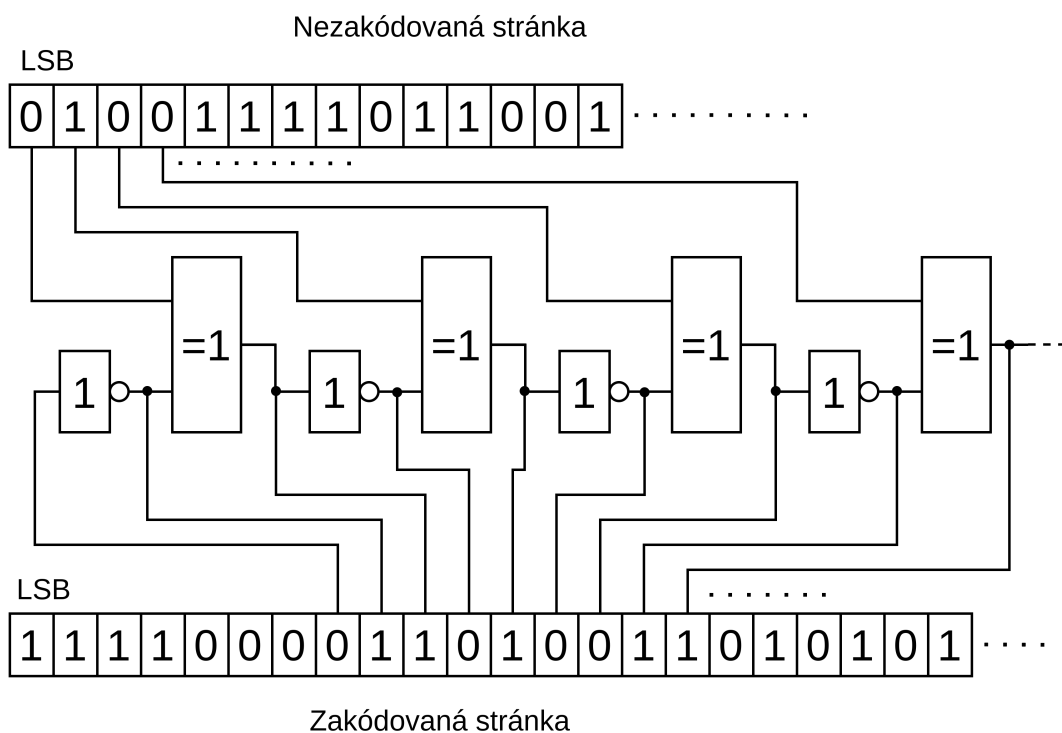 Nezakódovaná stránka
LSB
0 1 0 0 1 1 1 1 0 1 1 0 0 1
=1 =1 =1 =1
1 1 1 1
LSB
1 1 1 1 0 0 0 0 1 1 0 1 0 0 1 1 0 1 0 1 0 1
Zakódovaná stránka